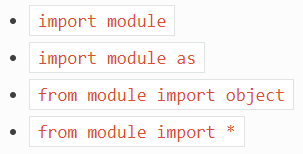 import module
import module as
from module import object
from module import *